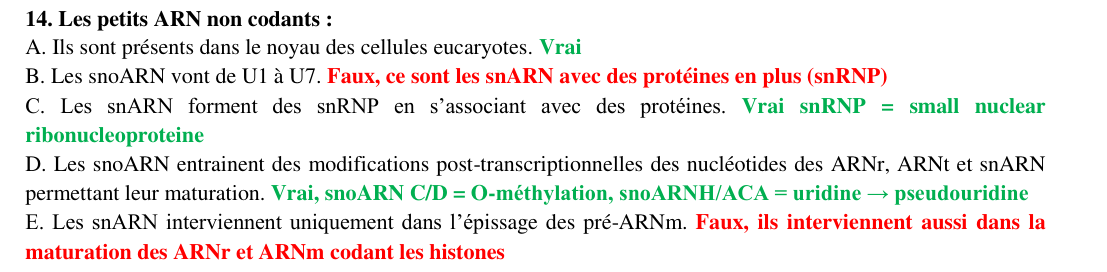 14. Les petits ARN non codants :
A. Ils sont présents dans le noyau des cellules eucaryotes. Vrai
B. Les snoARN vont de U1 à U7. Faux, ce sont les snARN avec des protéines en plus (snRNP)
C. Les snARN forment des snRNP en s’associant avec des protéines. Vrai snRNP = small nuclear
ribonucleoproteine
D. Les snoARN entrainent des modifications post-transcriptionnelles des nucléotides des ARNr, ARNt et snARN
permettant leur maturation. Vrai, snoARN C/D = O-méthylation, snoARNH/ACA = uridine → pseudouridine
E. Les snARN interviennent uniquement dans l’épissage des pré-ARNm. Faux, ils interviennent aussi dans la
maturation des ARNr et ARNm codant les histones